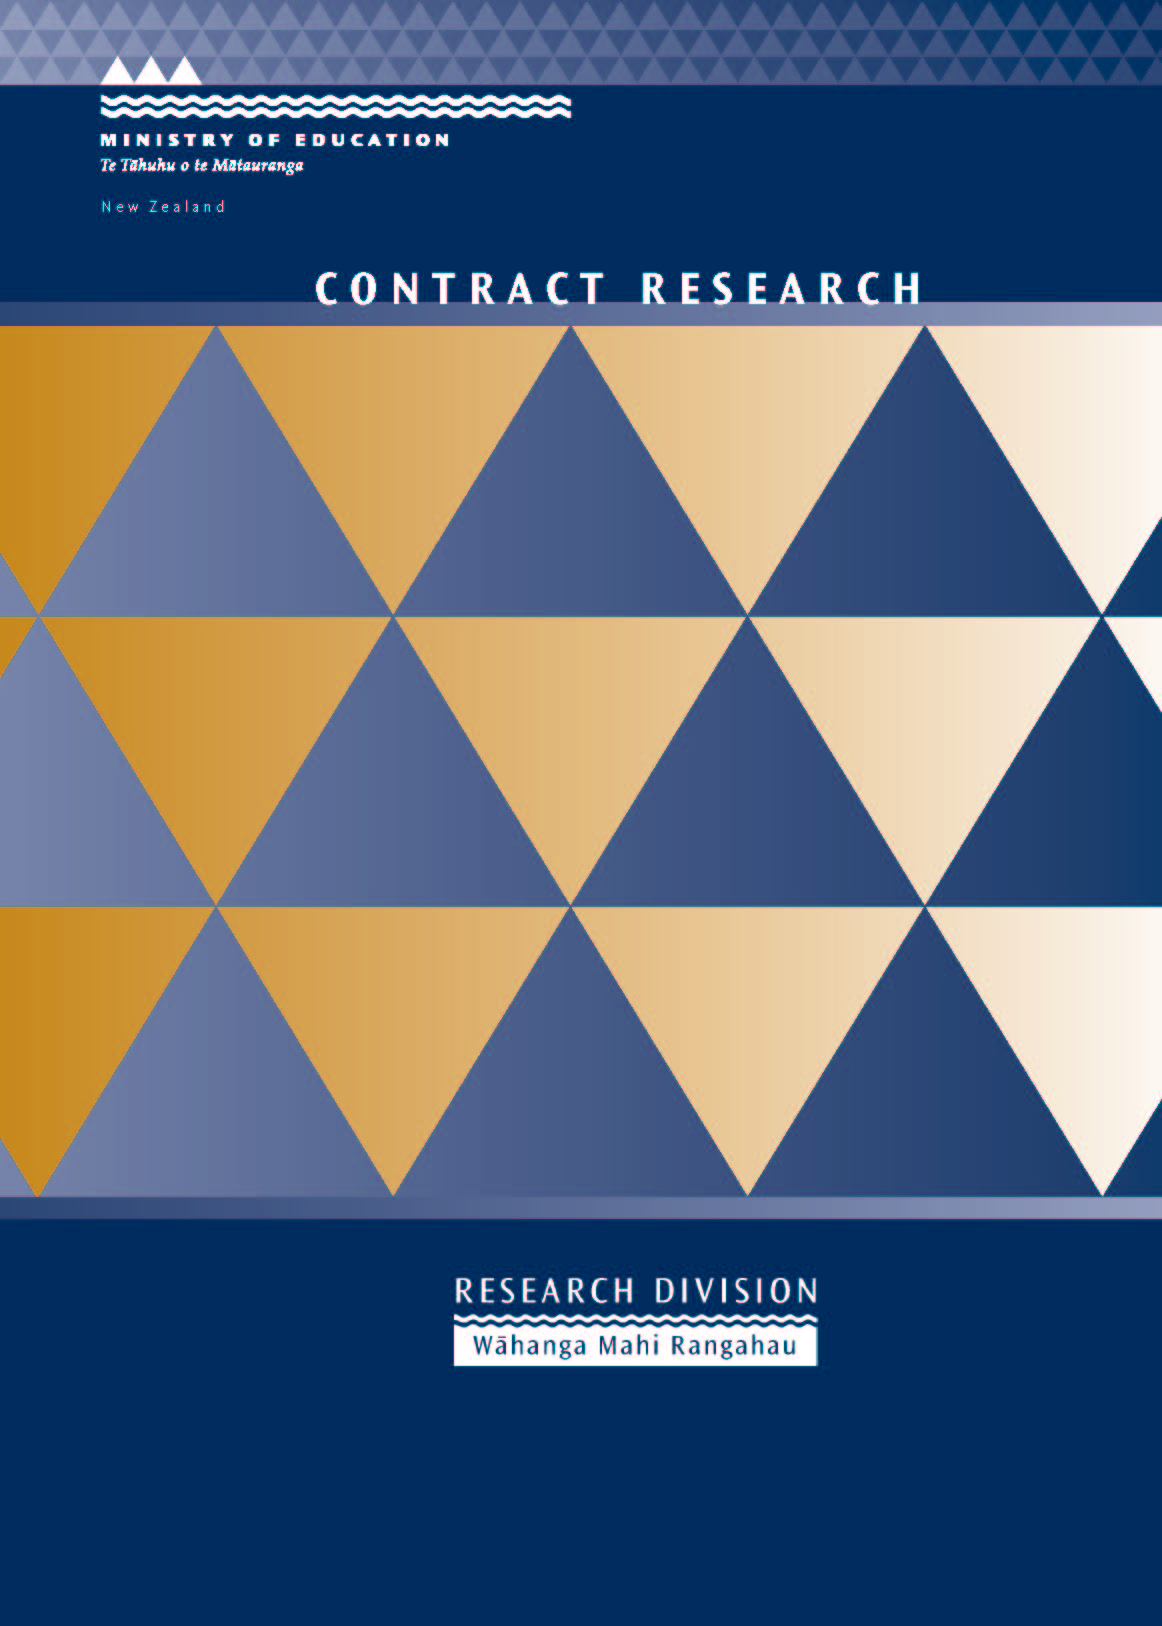 MINISTRY OF EDUCATION
Te Tāhuhu o te Mātauranga
New Zealand
CONTRACT RESEARCH
RESEARCH DIVISION
Wāhanga Mahi Rangahau